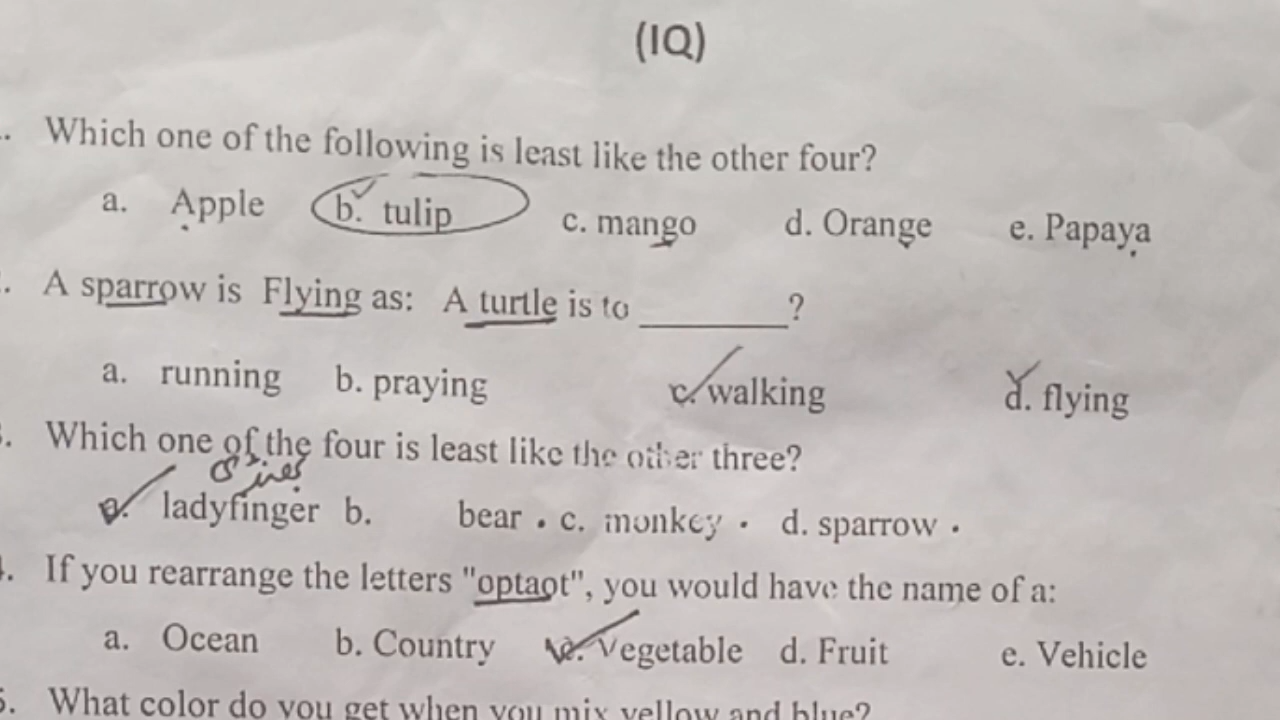 (IQ)
. Which one of the following is least like the other four?
a. Apple b. tulip c. mango d. Orange e. Papaya
. A sparrow is Flying as: A turtle is to ________?
a. running b. praying c. walking d. flying
. Which one of the four is least like the other three?
a. ladyfinger b. bear c. monkey d. sparrow
. If you rearrange the letters "optaot", you would have the name of a:
a. Ocean b. Country c. Vegetable d. Fruit e. Vehicle
5. What color do you get when you mix yellow and blue?